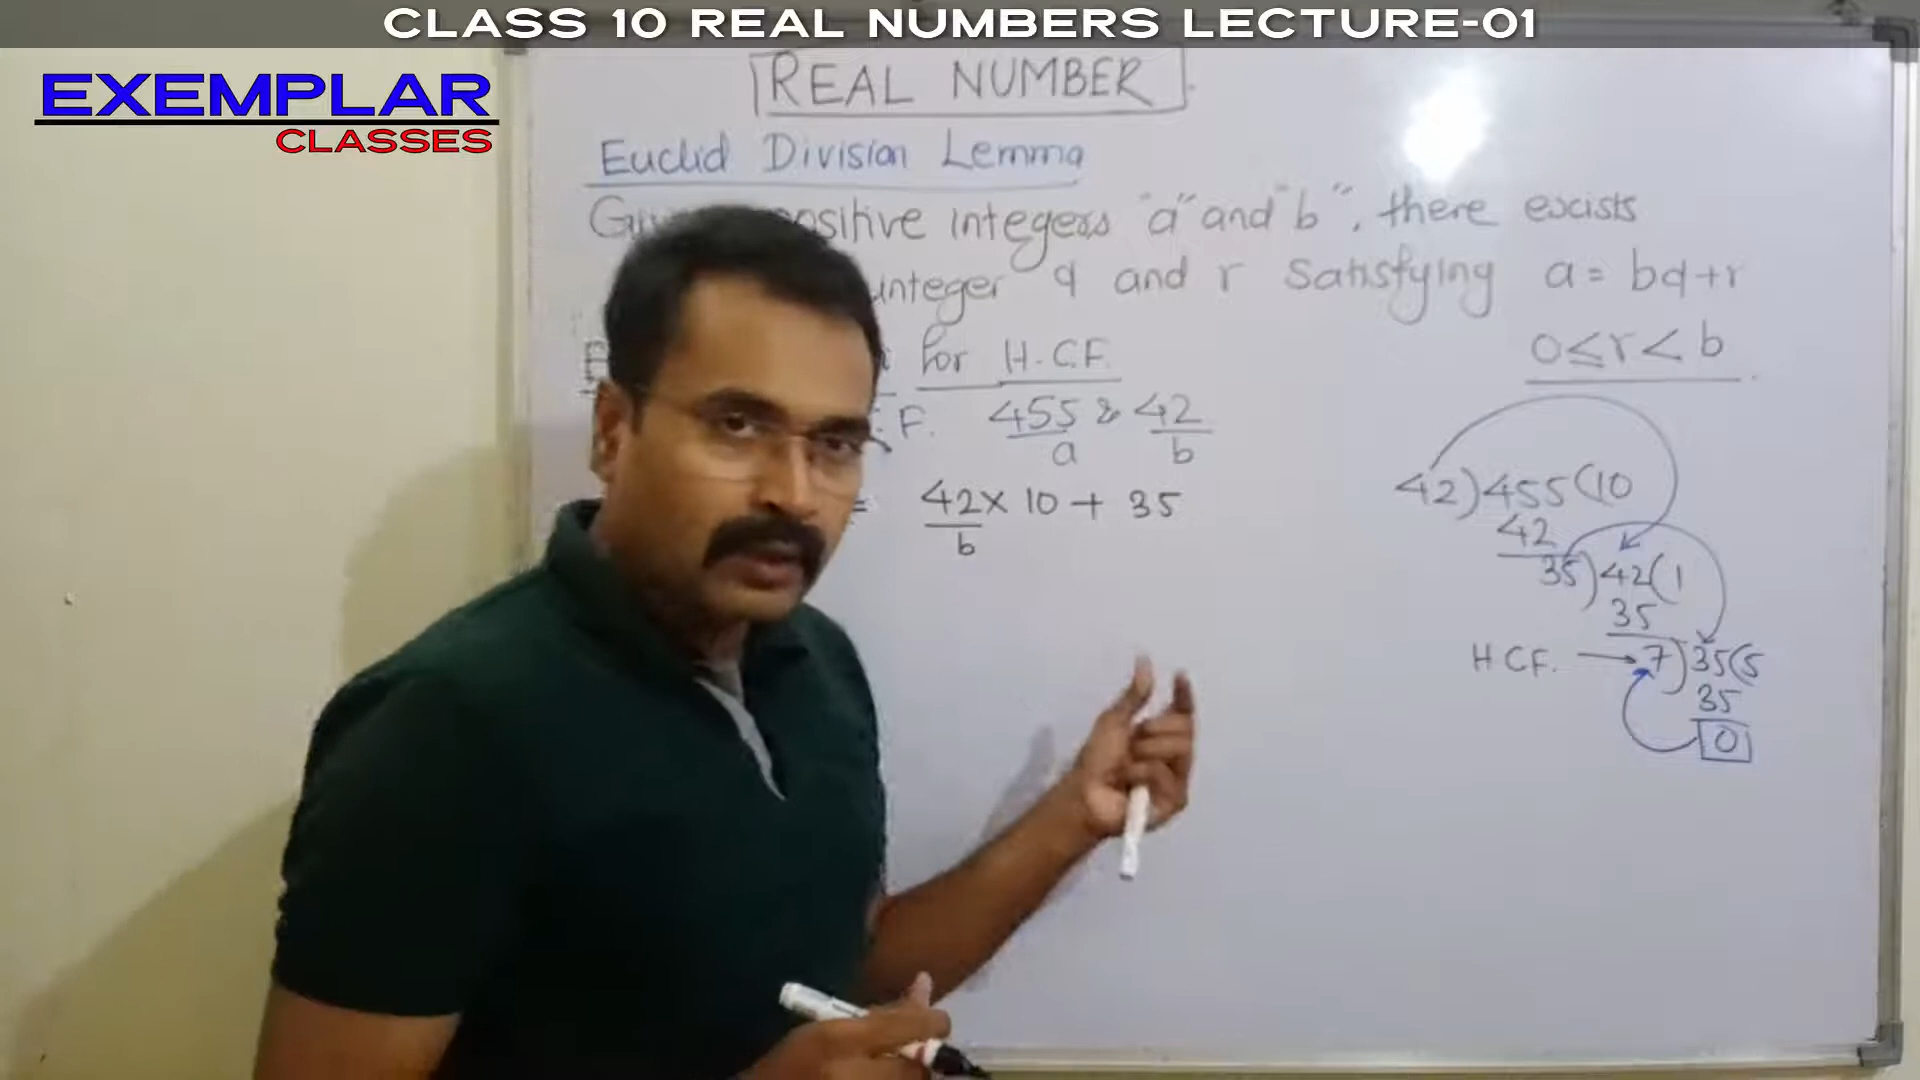 CLASS 10 REAL NUMBERS LECTURE-01
EXEMPLAR
CLASSES
REAL NUMBER
Euclid Division Lemma
positive integers "a" and "b", there excists
integer q and r satisfying a = bq+r
0≤r<b
for H.C.F.
F. 455 & 42
a b
= 42 × 10 + 35
b
42)455(10
42
35)42(1
35
HCF. → 7)35(5
35
0